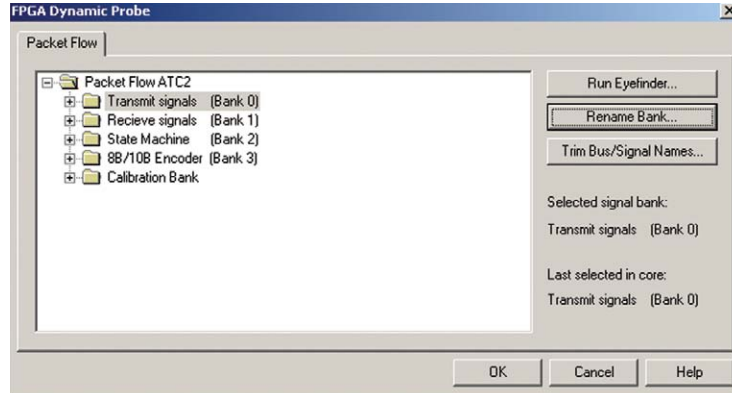 FPGA Dynamic Probe
Packet Flow
Packet Flow ATC2
Transmit signals (Bank 0)
Recieve signals (Bank 1)
State Machine (Bank 2)
8B/10B Encoder (Bank 3)
Calibration Bank
Run Eyefinder...
Rename Bank...
Trim Bus/Signal Names...
Selected signal bank:
Transmit signals (Bank 0)
Last selected in core:
Transmit signals (Bank 0)
OK Cancel Help